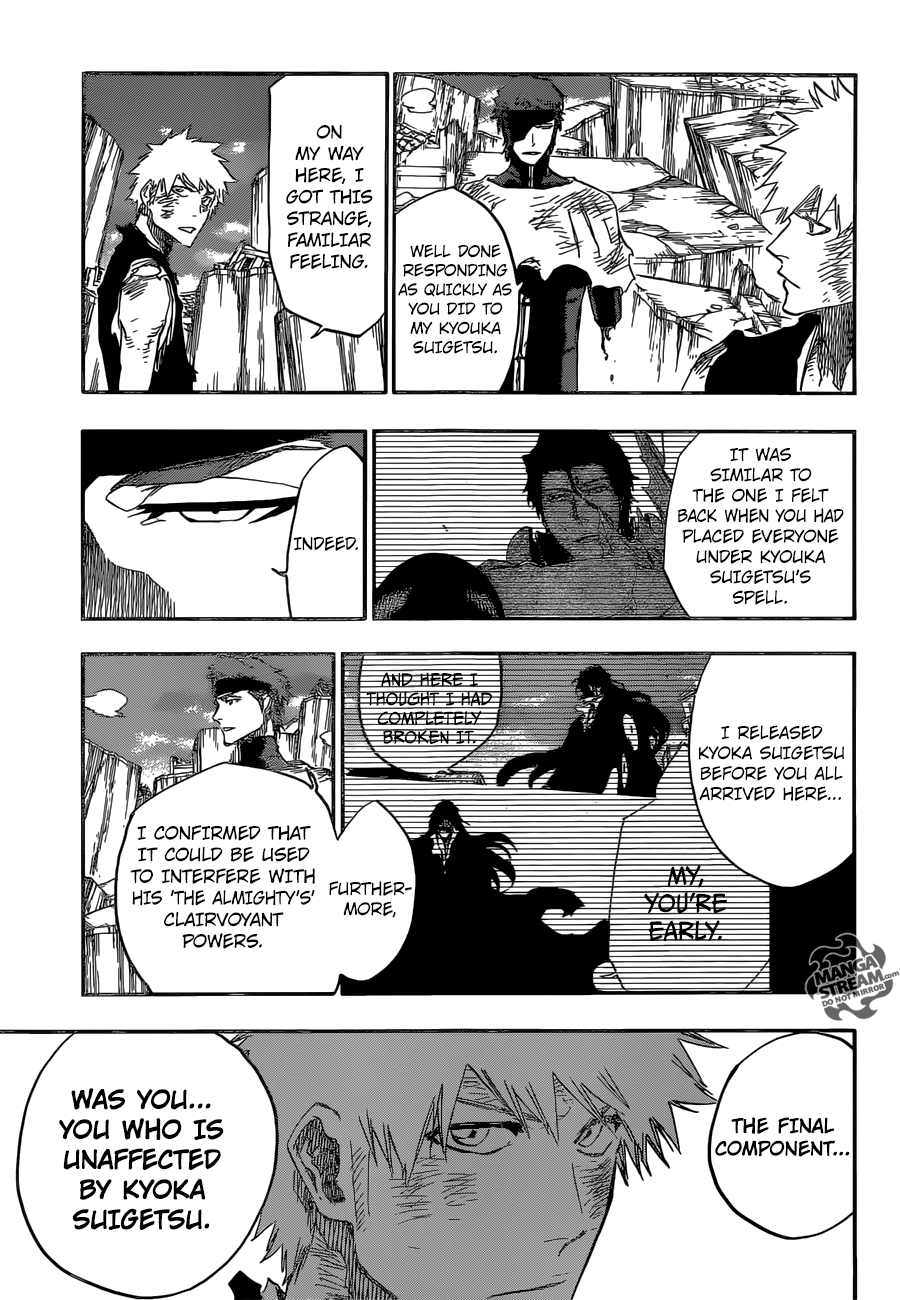 WELL DONE
RESPONDING
AS QUICKLY AS
YOU DID TO
MY KYOUKA
SUIGETSU.
ON
MY WAY
HERE, I
GOT THIS
STRANGE,
FAMILIAR
FEELING.
IT WAS
SIMILAR TO
THE ONE I FELT
BACK WHEN YOU HAD
PLACED EVERYONE
UNDER KYOUKA
SUIGETSU'S
SPELL.
INDEED.
I RELEASED
KYOKA SUIGETSU
BEFORE YOU ALL
ARRIVED HERE...
AND HERE I
THOUGHT I HAD
COMPLETELY
BROKEN IT.
MY,
YOU'RE
EARLY.
FURTHER-
MORE,
I CONFIRMED THAT
IT COULD BE USED
TO INTERFERE WITH
HIS 'THE ALMIGHTY'S'
CLAIRVOYANT
POWERS.
MANGA
STREAM.com
DO NOT MIRROR
THE FINAL
COMPONENT...
WAS YOU...
YOU WHO IS
UNAFFECTED
BY KYOKA
SUIGETSU.